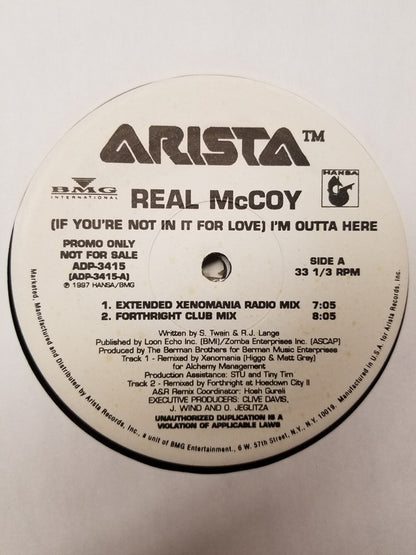 ARISTA™
BMG
INTERNATIONAL
HANSA
REAL McCOY
(IF YOU'RE NOT IN IT FOR LOVE) I'M OUTTA HERE
PROMO ONLY
NOT FOR SALE
ADP-3415
(ADP-3415-A)
℗ 1997 HANSA/BMG
SIDE A
33 1/3 RPM
1. EXTENDED XENOMANIA RADIO MIX 7:05
2. FORTHRIGHT CLUB MIX 8:05
Written by S. Twain & R.J. Lange
Published by Loon Echo Inc. (BMI)/Zomba Enterprises Inc. (ASCAP)
Produced by The Berman Brothers for Berman Music Enterprises
Track 1 - Remixed by Xenomania (Higgo & Matt Gray)
for Alchemy Management
Production Assistance: STU and Tiny Tim
Track 2 - Remixed by Forthright at Hoedown City II
A&R Remix Coordinator: Hosh Gureli
EXECUTIVE PRODUCERS: CLIVE DAVIS,
J. WIND AND O. JEGLITZA
UNAUTHORIZED DUPLICATION IS A
VIOLATION OF APPLICABLE LAWS
Marketed, Manufactured and Distributed by Arista Records, Inc., a unit of BMG Entertainment., 6 W. 57th Street, N.Y., N.Y. 10019. Manufactured in U.S.A. for Arista Records, Inc.